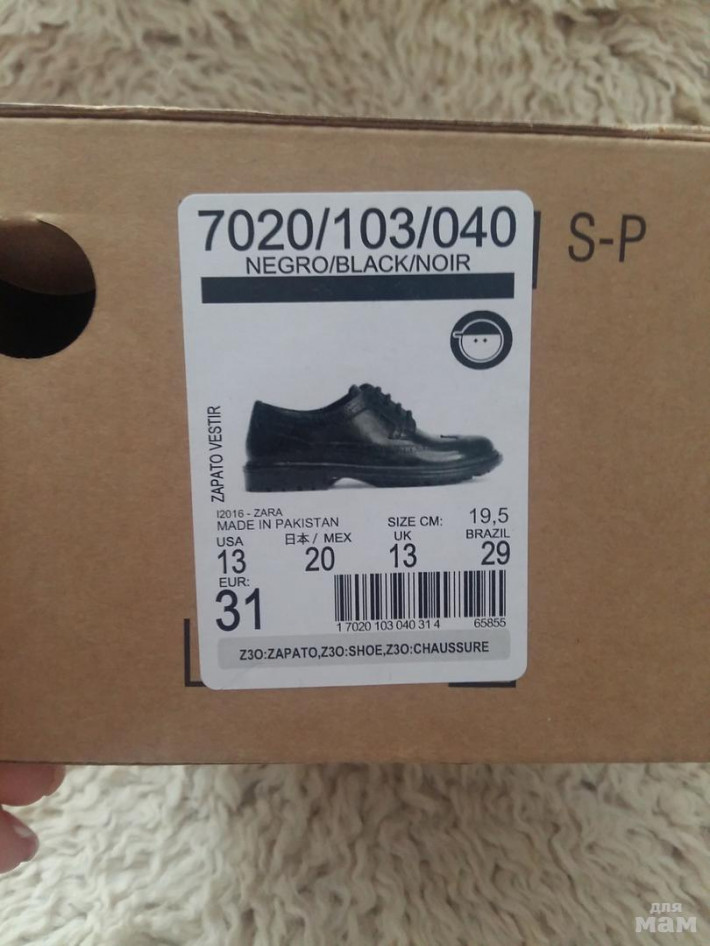 7020/103/040
S-P
NEGRO/BLACK/NOIR
ZAPATO VESTIR
I2016 - ZARA
MADE IN PAKISTAN
SIZE CM: 19,5
USA 日本/ MEX UK BRAZIL
13 20 13 29
EUR:
31
1 7020 103 040 31 4 65855
Z3O:ZAPATO,Z3O:SHOE,Z3O:CHAUSSURE
для
мам